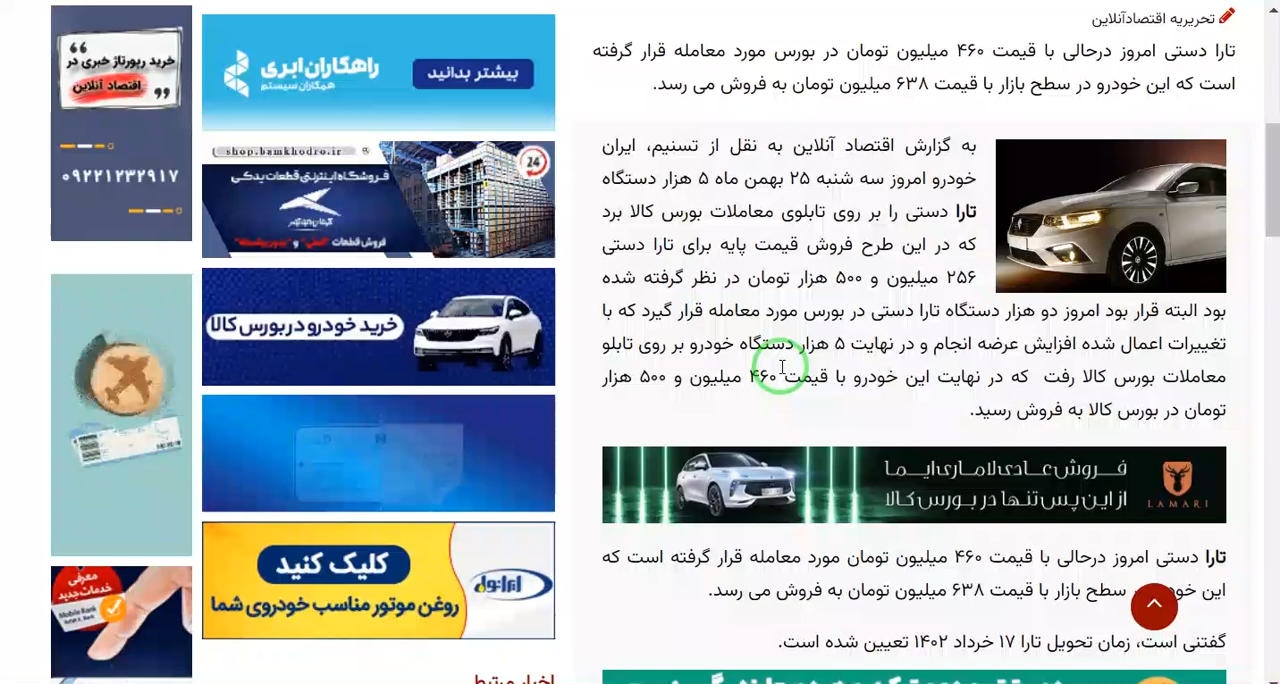 تحریریه اقتصادآنلاین
تارا دستی امروز درحالی با قیمت ۴۶۰ میلیون تومان در بورس مورد معامله قرار گرفته
است که این خودرو در سطح بازار با قیمت ۶۳۸ میلیون تومان به فروش می رسد.
به گزارش اقتصاد آنلاین به نقل از تسنیم، ایران
خودرو امروز سه شنبه ۲۵ بهمن ماه ۵ هزار دستگاه
تارا دستی را بر روی تابلوی معاملات بورس کالا برد
که در این طرح فروش قیمت پایه برای تارا دستی
۲۵۶ میلیون و ۵۰۰ هزار تومان در نظر گرفته شده
بود البته قرار بود امروز دو هزار دستگاه تارا دستی در بورس مورد معامله قرار گیرد که با
تغییرات اعمال شده افزایش عرضه انجام و در نهایت ۵ هزار دستگاه خودرو بر روی تابلو
معاملات بورس کالا رفت که در نهایت این خودرو با قیمت ۴۶۰ میلیون و ۵۰۰ هزار
تومان در بورس کالا به فروش رسید.
فروش عادی لاماری ایما
از این پس تنها در بورس کالا
LAMARI
تارا دستی امروز درحالی با قیمت ۴۶۰ میلیون تومان مورد معامله قرار گرفته است که
این سطح بازار با قیمت ۶۳۸ میلیون تومان به فروش می رسد.
گفتنی است، زمان تحویل تارا ۱۷ خرداد ۱۴۰۲ تعیین شده است.
راهکاران ابری
همکاران سیستم
بیشتر بدانید
shop.bamkhodro.ir
24
فروشگاه اینترنتی قطعات یدکی
کرمان موتور
فروش قطعات "اصلی" و
خرید خودرو در بورس کالا
کلیک کنید
روغن موتور مناسب خودروی شما
ایرانول
اخبار مرتبط
خرید رپورتاژ خبری در
اقتصاد آنلاین
۰۹۲۲۱۲۳۲۹۱۷
معرفی
خدمات جدید
Mobile Bank